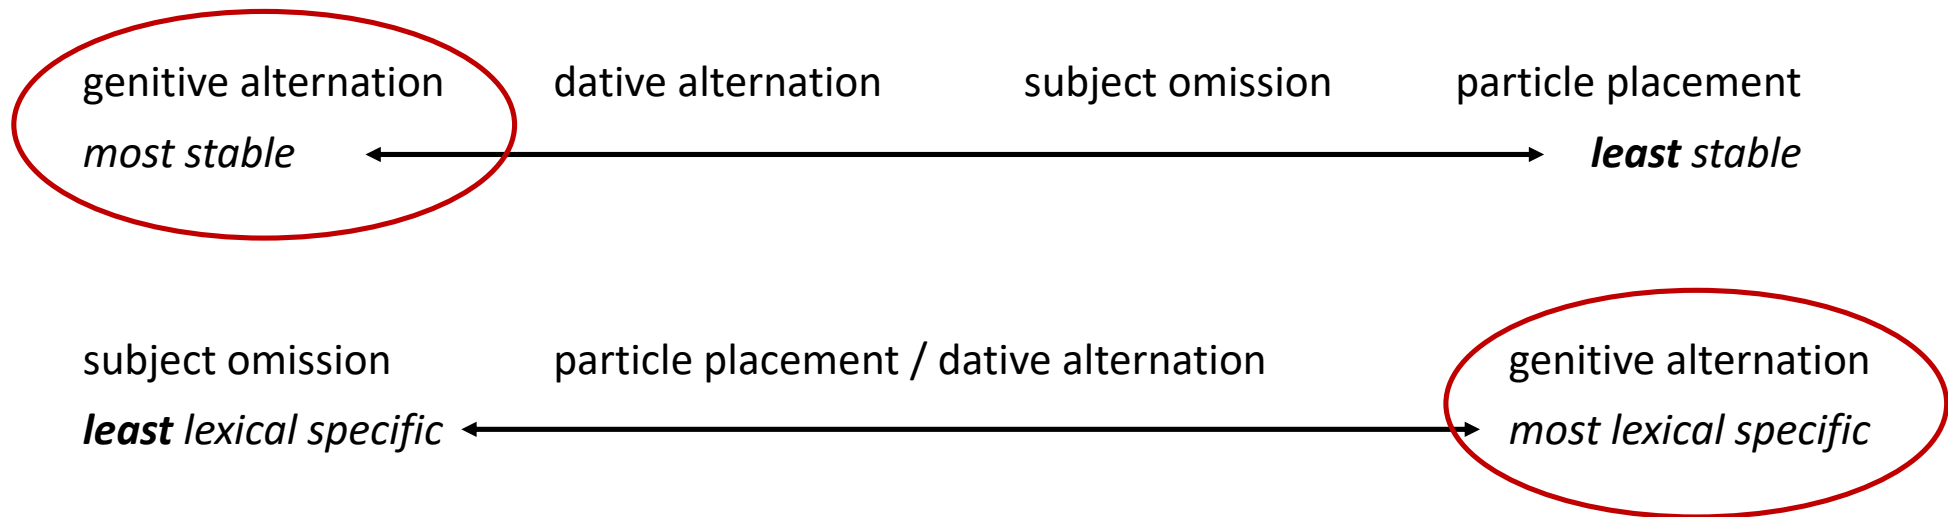 genitive alternation dative alternation subject omission particle placement
most stable least stable
subject omission particle placement / dative alternation genitive alternation
least lexical specific most lexical specific